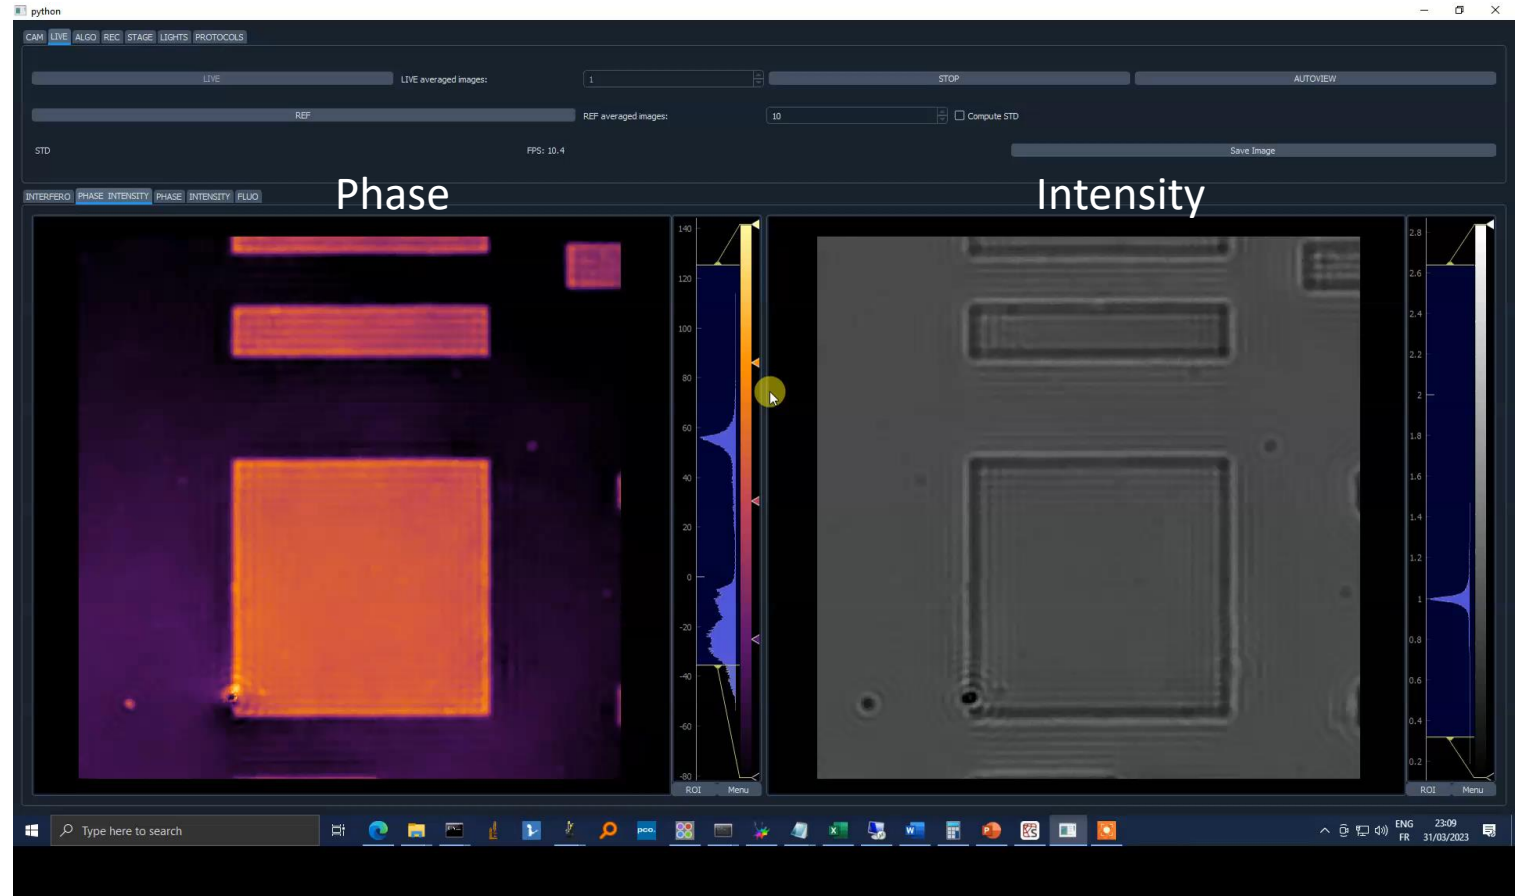 python
CAM LIVE ALGO REC STAGE LIGHTS PROTOCOLS
LIVE LIVE averaged images: 1 STOP AUTOVIEW
REF REF averaged images: 10 Compute STD
STD FPS: 10.4 Save Image
INTERFERO PHASE INTENSITY PHASE INTENSITY FLUO
Phase Intensity
140
120
100
80
60
40
20
0
-20
-40
-60
-80
ROI Menu
2.8
2.6
2.4
2.2
2
1.8
1.6
1.4
1.2
1
0.8
0.6
0.4
0.2
ROI Menu
Type here to search
pco.
ENG 23:09
FR 31/03/2023